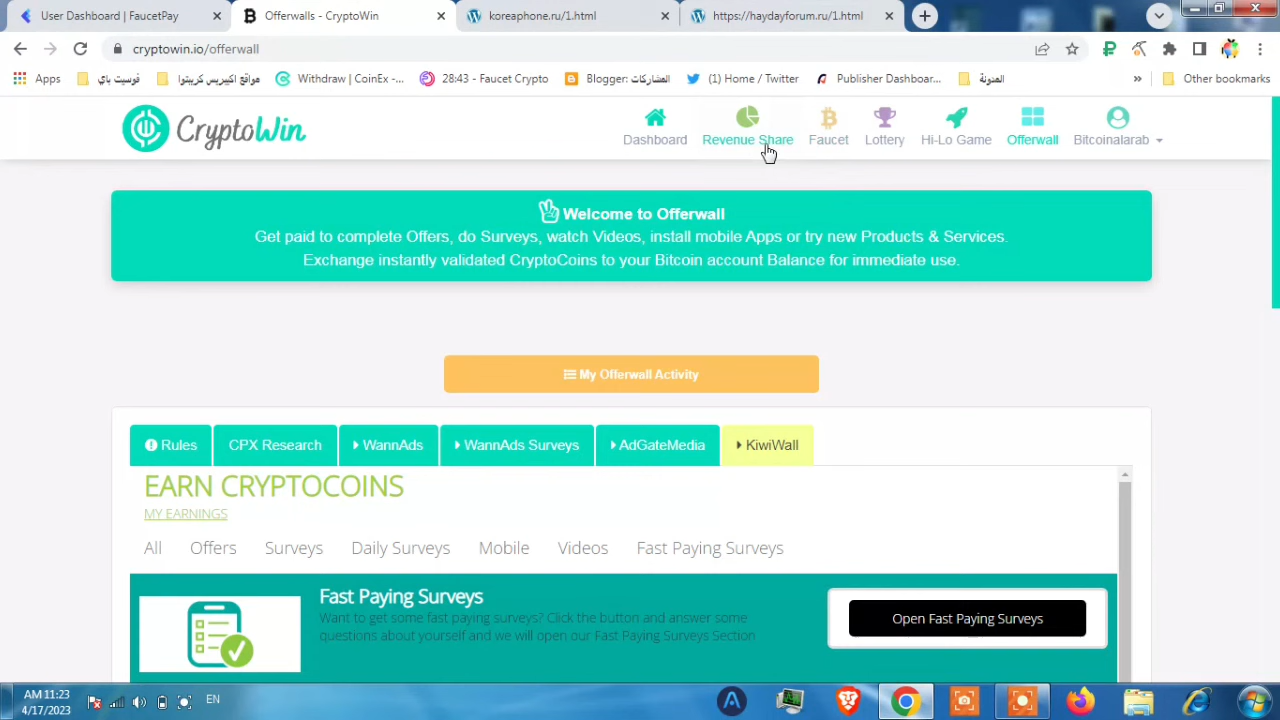 User Dashboard | FaucetPay
Offerwalls - CryptoWin
koreaphone.ru/1.html
https://haydayforum.ru/1.html
cryptowin.io/offerwall
Apps
فوسيت باي
مواقع اكسبريس كريبتوا
Withdraw | CoinEx -...
28:43 - Faucet Crypto
Blogger: المشاركات
(1) Home / Twitter
Publisher Dashboar...
»
Other bookmarks
CryptoWin
Dashboard
Revenue Share
Faucet
Lottery
Hi-Lo Game
Offerwall
Bitcoinalarab
Welcome to Offerwall
Get paid to complete Offers, do Surveys, watch Videos, install mobile Apps or try new Products & Services.
Exchange instantly validated CryptoCoins to your Bitcoin account Balance for immediate use.
My Offerwall Activity
Rules
CPX Research
WannAds
WannAds Surveys
AdGateMedia
KiwiWall
EARN CRYPTOCOINS
MY EARNINGS
All
Offers
Surveys
Daily Surveys
Mobile
Videos
Fast Paying Surveys
Fast Paying Surveys
Want to get some fast paying surveys? Click the button and answer some
questions about yourself and we will open our Fast Paying Surveys Section
Open Fast Paying Surveys
AM 11:23
4/17/2023
EN